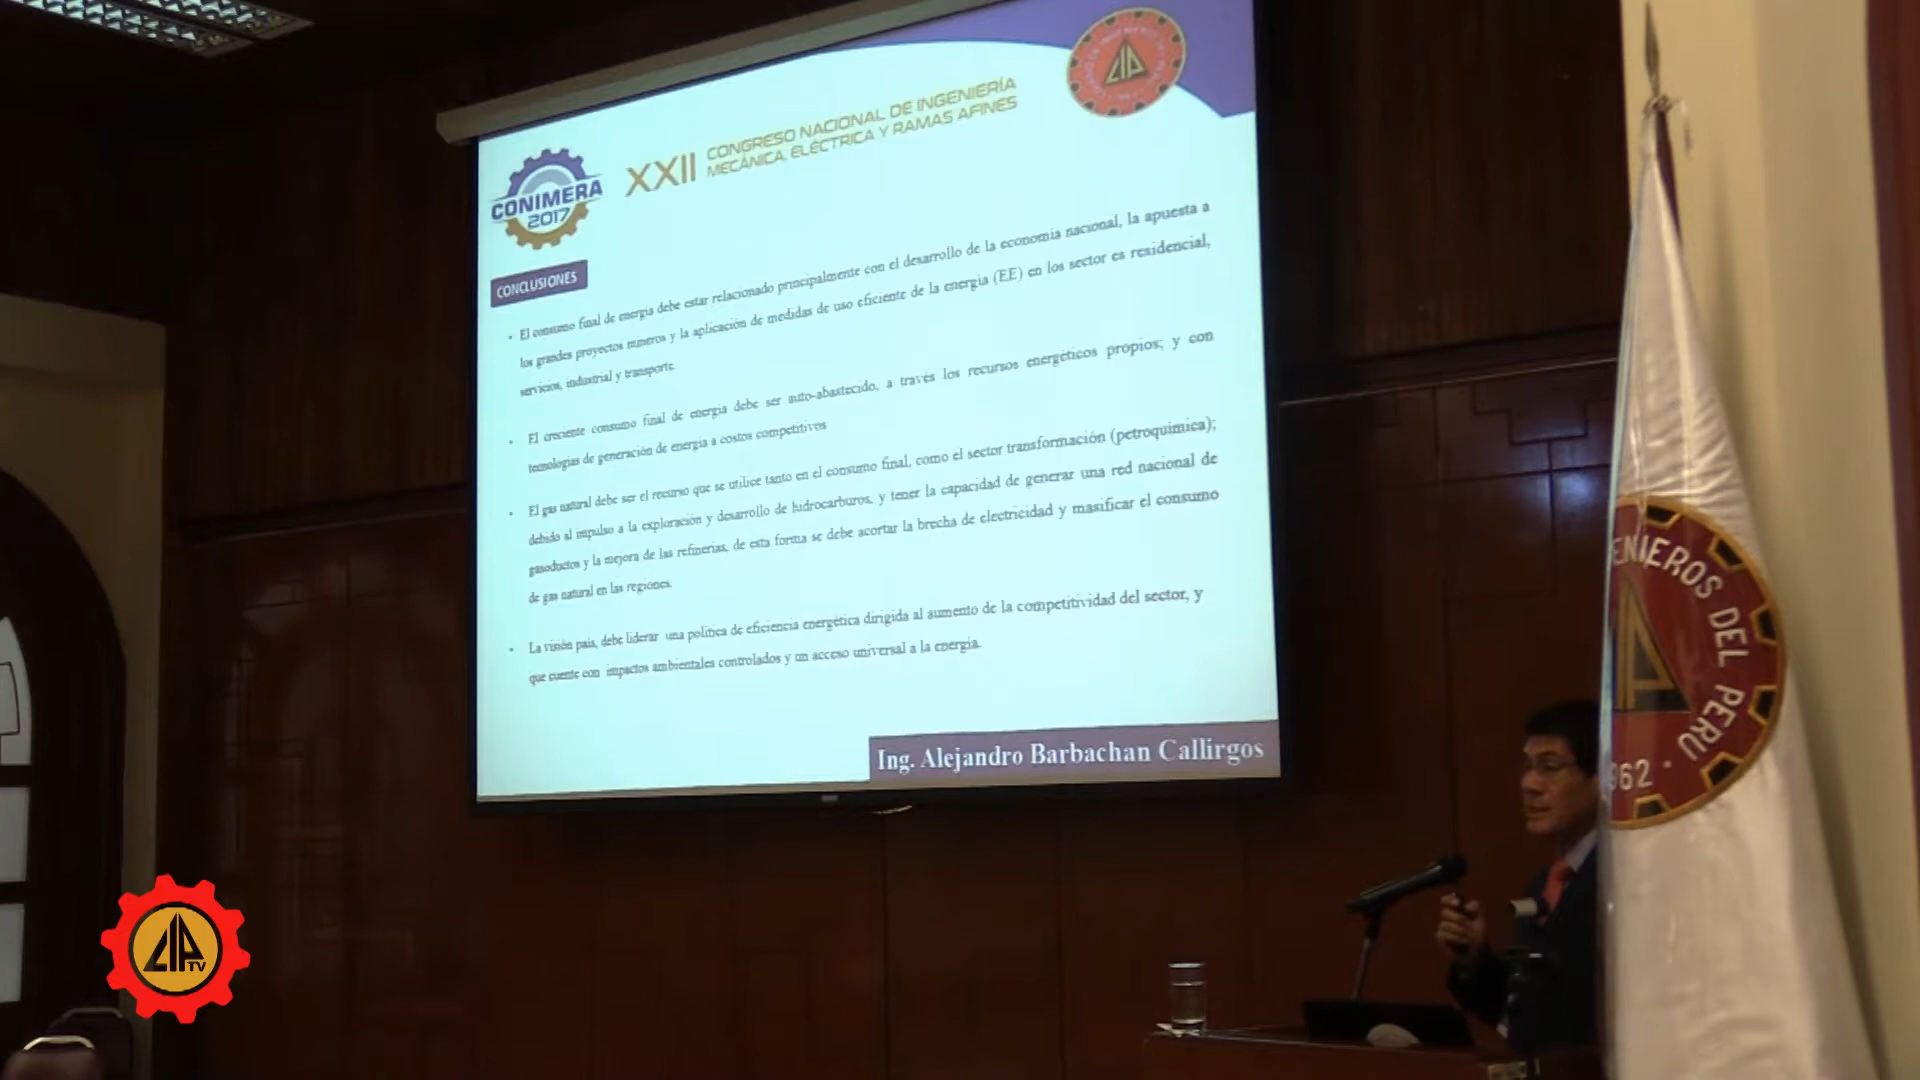 CONIMERA
2017
XXII
CONGRESO NACIONAL DE INGENIERÍA
MECÁNICA, ELÉCTRICA Y RAMAS AFINES
CIP
CONCLUSIONES
• El consumo final de energía debe estar relacionado principalmente con el desarrollo de la economía nacional, la apuesta a
los grandes proyectos mineros y la aplicación de medidas de uso eficiente de la energía (EE) en los sector es residencial,
servicios, industrial y transporte.
• El creciente consumo final de energía debe ser auto-abastecido, a través los recursos energéticos propios; y con
tecnologías de generación de energía a costos competitivos
• El gas natural debe ser el recurso que se utilice tanto en el consumo final, como el sector transformación (petroquímica);
debido al impulso a la exploración y desarrollo de hidrocarburos, y tener la capacidad de generar una red nacional de
gasoductos y la mejora de las refinerías, de esta forma se debe acortar la brecha de electricidad y masificar el consumo
de gas natural en las regiones.
• La visión país, debe liderar una política de eficiencia energética dirigida al aumento de la competitividad del sector, y
que cuente con impactos ambientales controlados y un acceso universal a la energía.
Ing. Alejandro Barbachan Callirgos
ENIEROS DEL PERU
962
CIP
TV